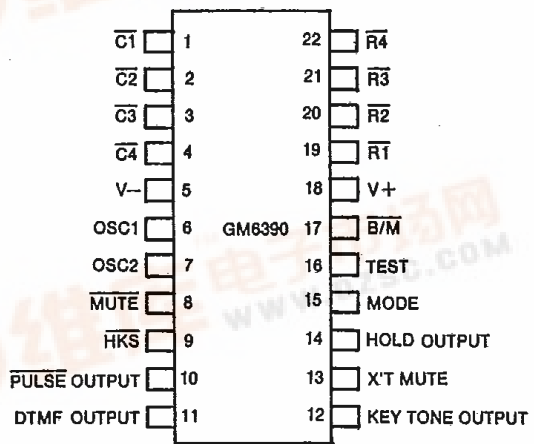 C1 1 22 R4
C2 2 21 R3
C3 3 20 R2
C4 4 19 R1
V− 5 18 V+
OSC1 6 GM6390 17 B/M
OSC2 7 16 TEST
MUTE 8 15 MODE
HKS 9 14 HOLD OUTPUT
PULSE OUTPUT 10 13 X'T MUTE
DTMF OUTPUT 11 12 KEY TONE OUTPUT